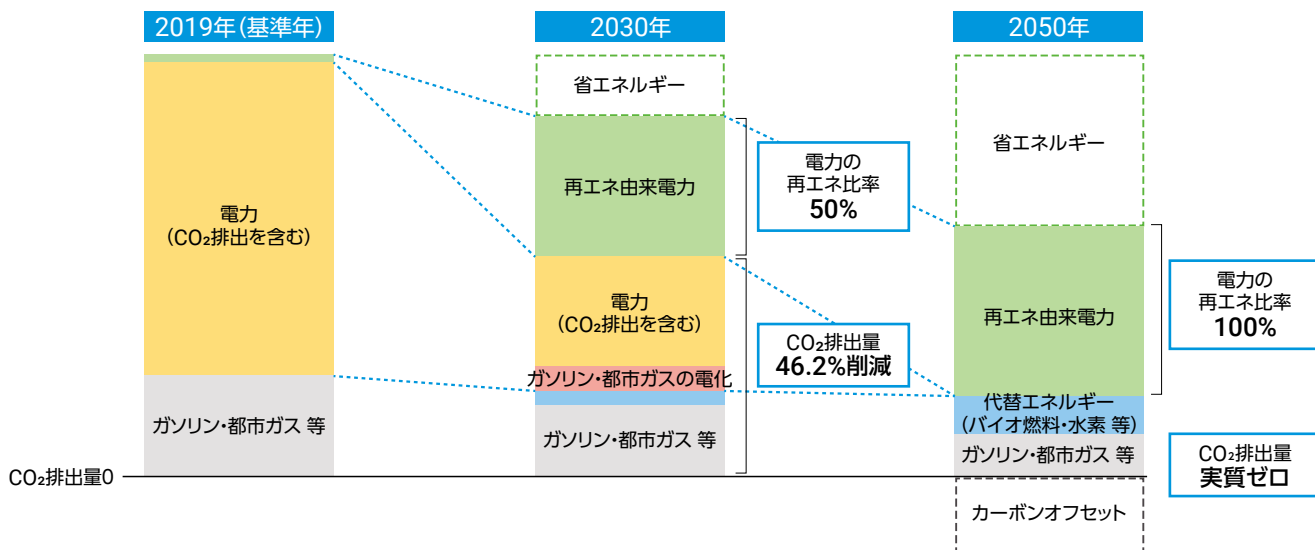 2019年(基準年)
電力
(CO₂排出を含む)
ガソリン・都市ガス 等
CO₂排出量0
2030年
省エネルギー
再エネ由来電力
電力
(CO₂排出を含む)
ガソリン・都市ガスの電化
ガソリン・都市ガス 等
電力の
再エネ比率
50%
CO₂排出量
46.2%削減
2050年
省エネルギー
再エネ由来電力
代替エネルギー
(バイオ燃料・水素 等)
ガソリン・都市ガス 等
カーボンオフセット
電力の
再エネ比率
100%
CO₂排出量
実質ゼロ